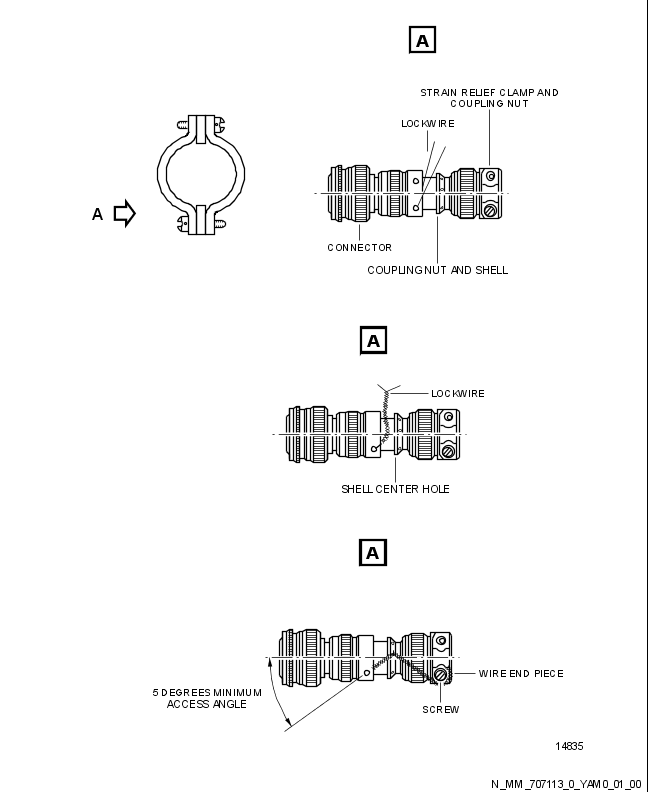 A
STRAIN RELIEF CLAMP AND
COUPLING NUT
LOCKWIRE
A
CONNECTOR
COUPLING NUT AND SHELL
A
LOCKWIRE
SHELL CENTER HOLE
A
WIRE END PIECE
5 DEGREES MINIMUM
ACCESS ANGLE
SCREW
14835
N_MM_707113_0_YAM0_01_00